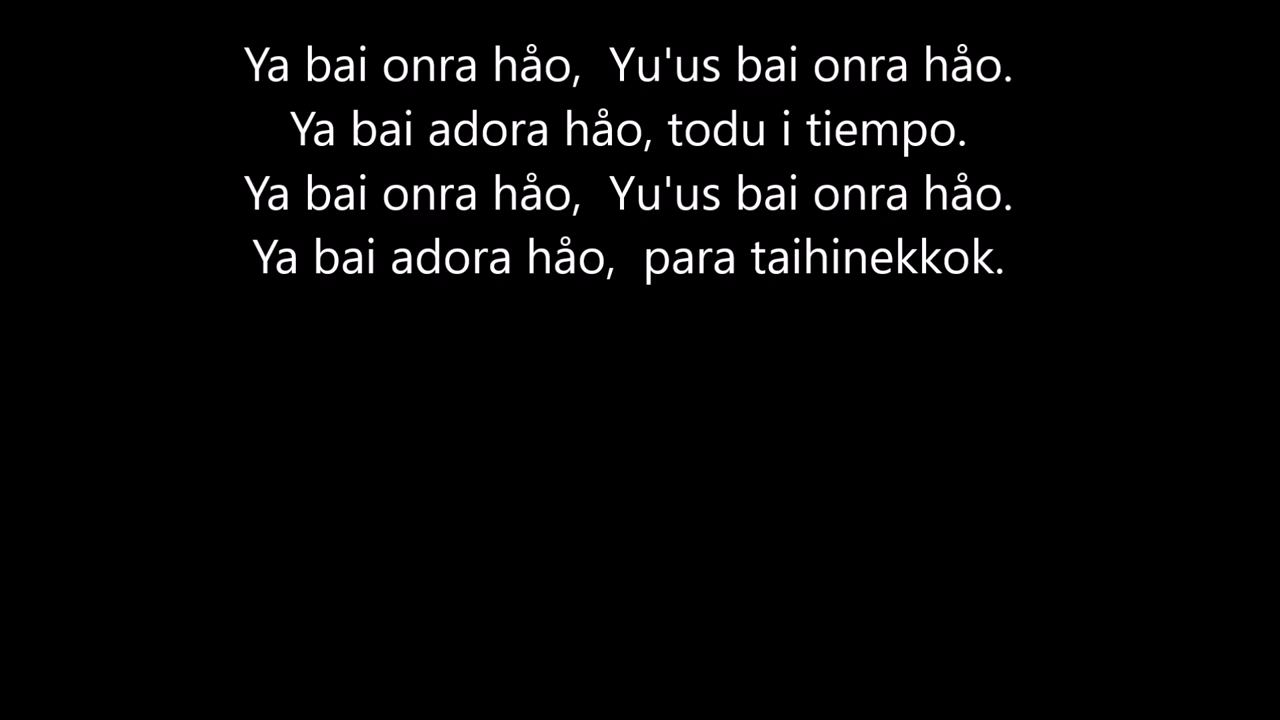 Ya bai onra håo,  Yu'us bai onra håo.
Ya bai adora håo, todu i tiempo.
Ya bai onra håo,  Yu'us bai onra håo.
Ya bai adora håo,  para taihinekkok.